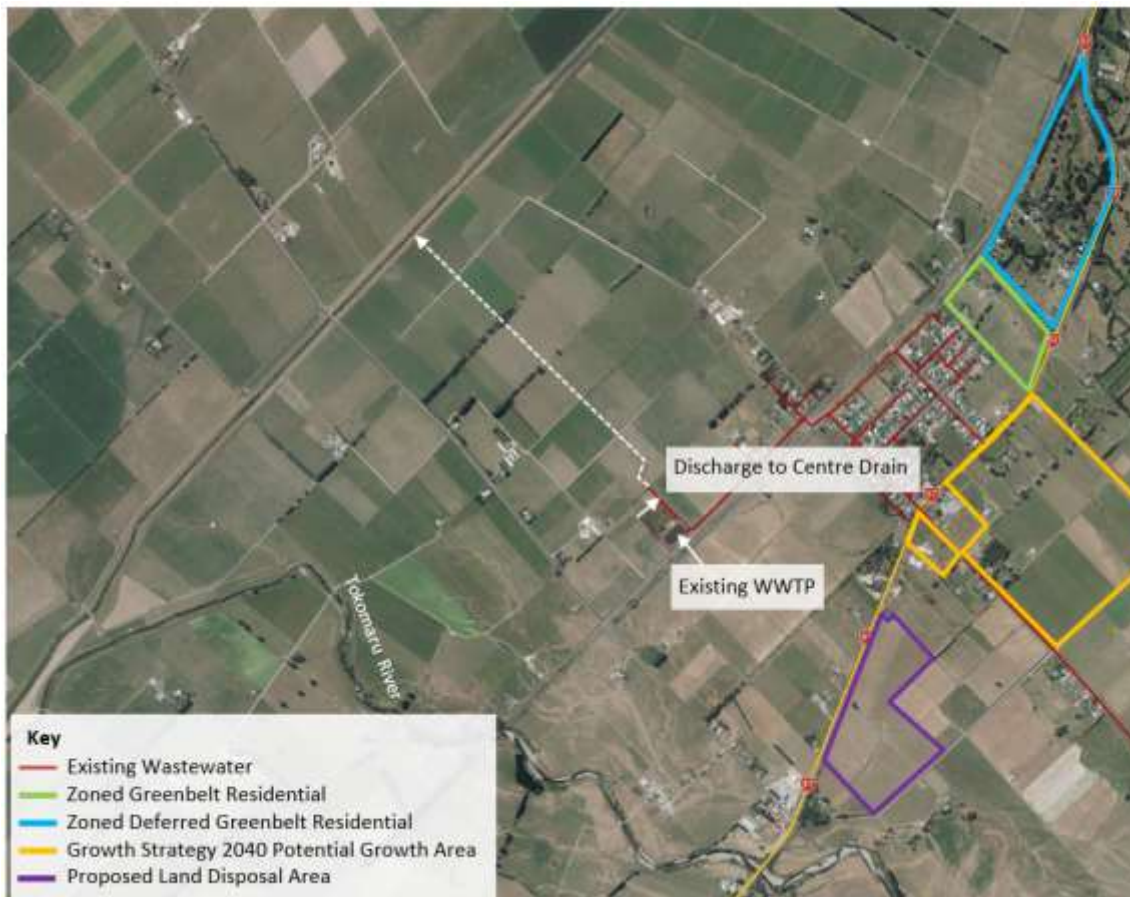 Discharge to Centre Drain
Existing WWTP
Tokomaru River
Key
Existing Wastewater
Zoned Greenbelt Residential
Zoned Deferred Greenbelt Residential
Growth Strategy 2040 Potential Growth Area
Proposed Land Disposal Area